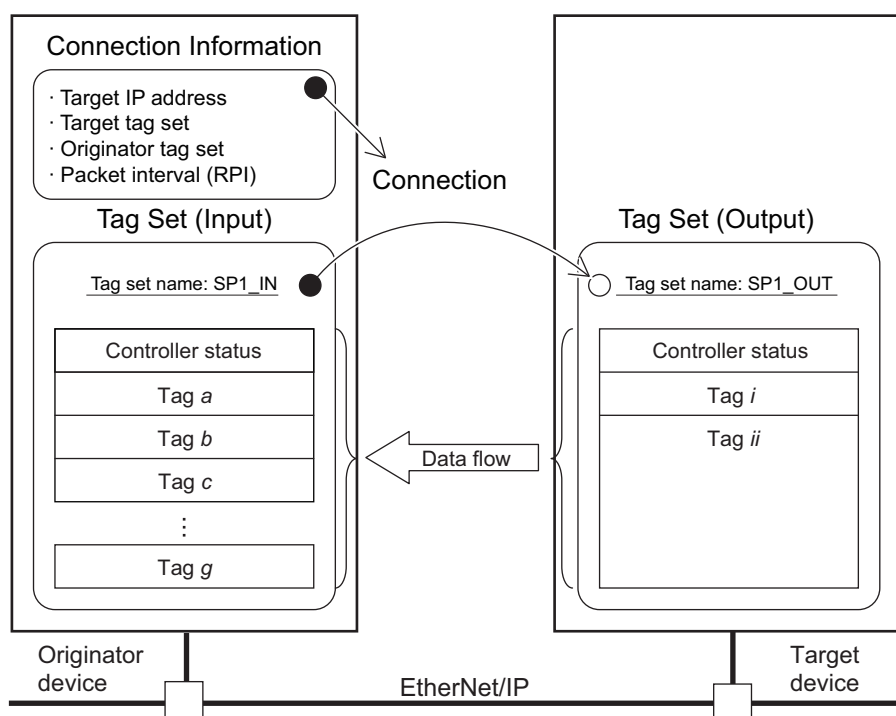 Connection Information
· Target IP address
· Target tag set
· Originator tag set
· Packet interval (RPI)
Connection
Tag Set (Input)
Tag set name: SP1_IN
Controller status
Tag a
Tag b
Tag c
⋮
Tag g
Data flow
Tag Set (Output)
Tag set name: SP1_OUT
Controller status
Tag i
Tag ii
Originator
device
EtherNet/IP
Target
device